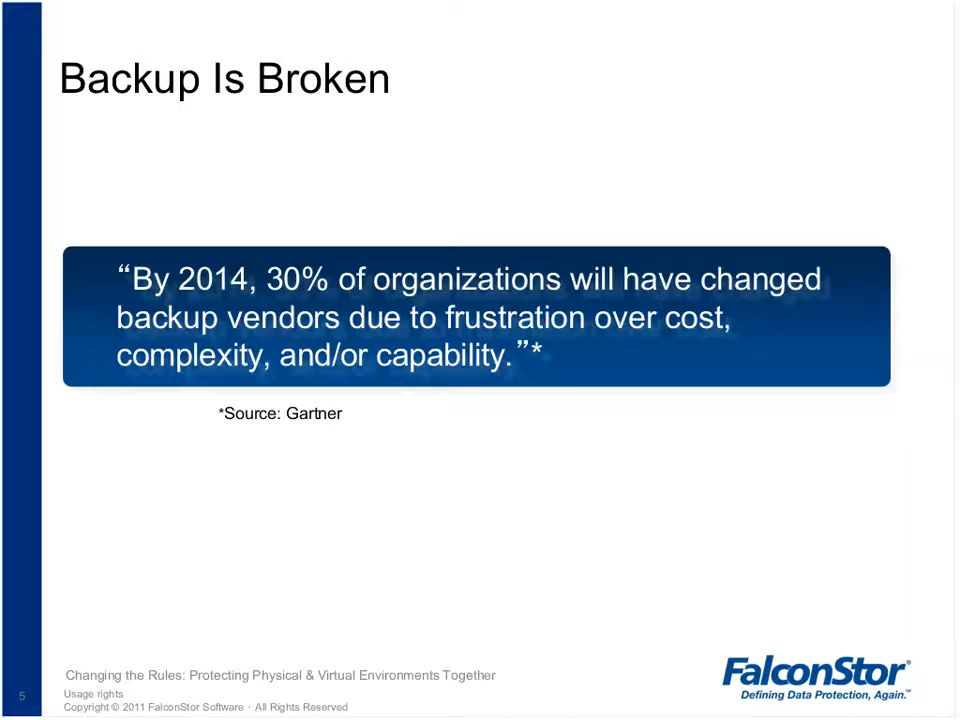 Backup Is Broken
“By 2014, 30% of organizations will have changed
backup vendors due to frustration over cost,
complexity, and/or capability.”*
*Source: Gartner
Changing the Rules: Protecting Physical & Virtual Environments Together
5
Usage rights
Copyright © 2011 FalconStor Software · All Rights Reserved
FalconStor®
Defining Data Protection, Again.™